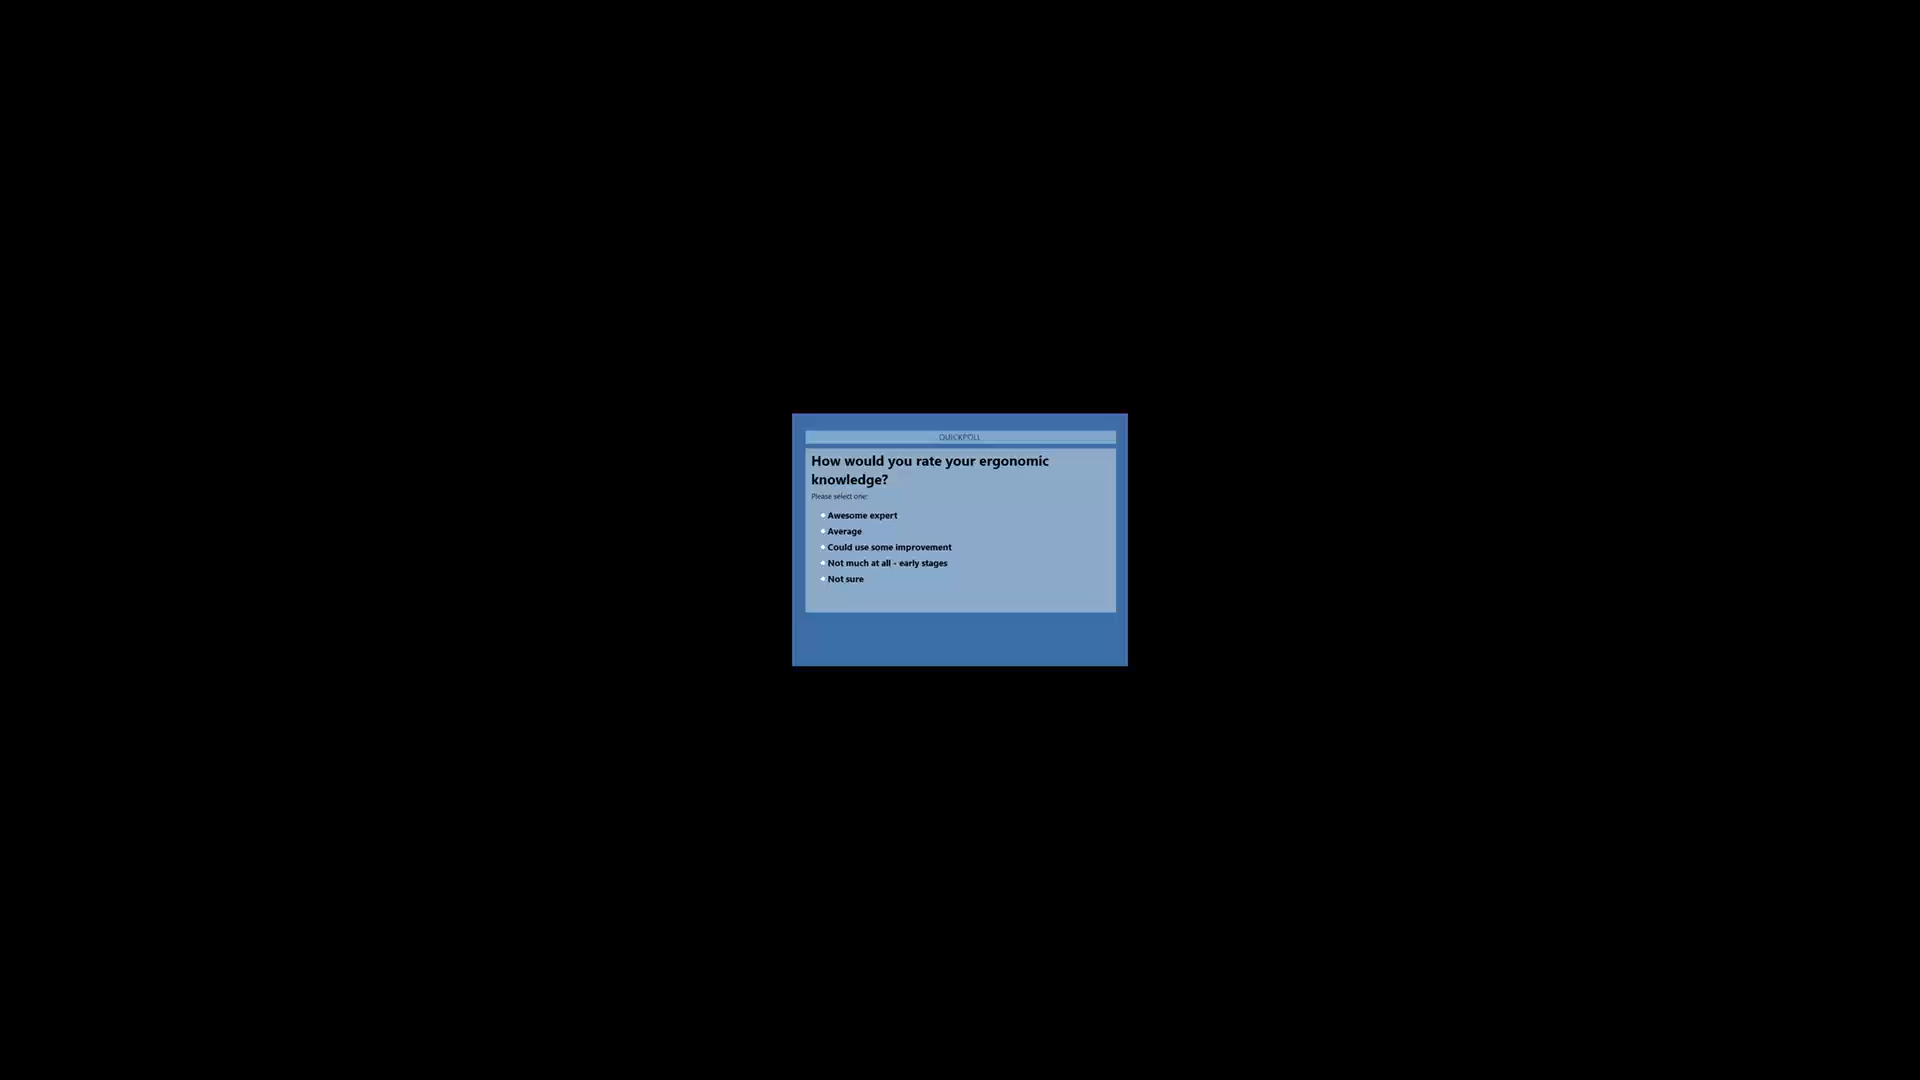 QUICKPOLL
How would you rate your ergonomic
knowledge?
Please select one:
Awesome expert
Average
Could use some improvement
Not much at all - early stages
Not sure